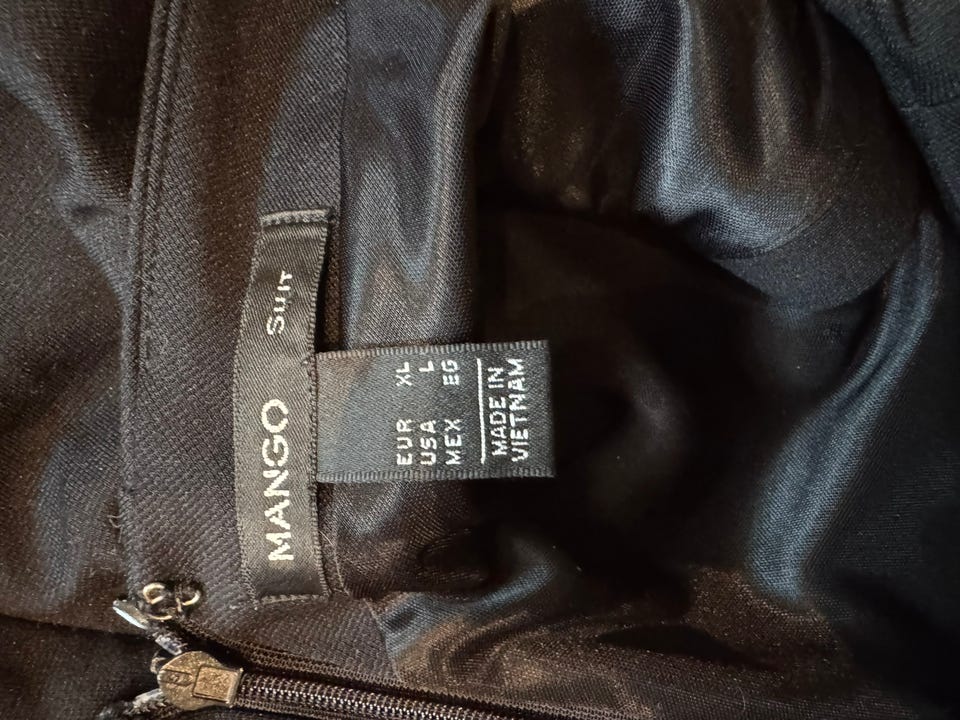 MANGO Suit
EUR XL
USA L
MEX EG
MADE IN
VIETNAM